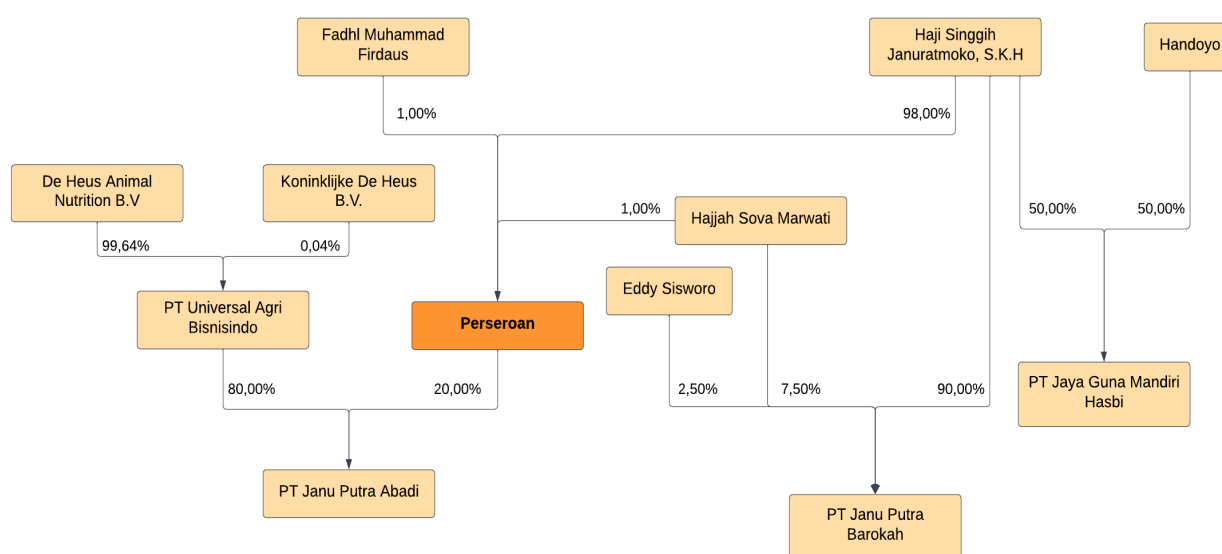 Fadhl Muhammad
Firdaus
Haji Singgih
Januratmoko, S.K.H
Handoyo
1,00%
98,00%
De Heus Animal
Nutrition B.V
Koninklijke De Heus
B.V.
1,00%
Hajjah Sova Marwati
50,00%
50,00%
99,64%
0,04%
Eddy Sisworo
PT Universal Agri
Bisnisindo
Perseroan
PT Jaya Guna Mandiri
Hasbi
80,00%
20,00%
2,50%
7,50%
90,00%
PT Janu Putra Abadi
PT Janu Putra
Barokah